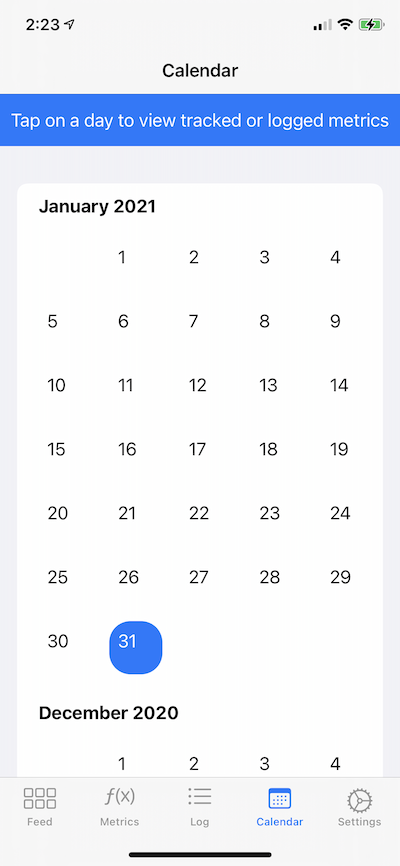 2:23
Calendar
Tap on a day to view tracked or logged metrics
January 2021
1 2 3 4
5 6 7 8 9
10 11 12 13 14
15 16 17 18 19
20 21 22 23 24
25 26 27 28 29
30 31
December 2020
1 2 3 4
f(x)
Feed Metrics Log Calendar Settings